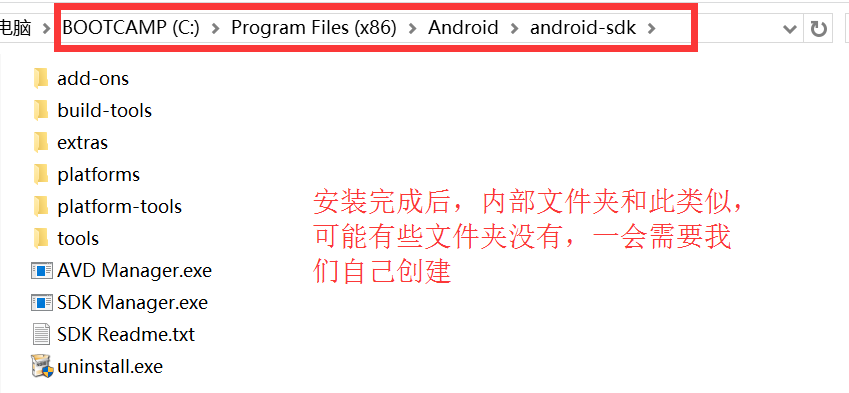 电脑 BOOTCAMP (C:) Program Files (x86) Android android-sdk
add-ons
build-tools
extras
platforms
platform-tools
tools
AVD Manager.exe
SDK Manager.exe
SDK Readme.txt
uninstall.exe
安装完成后，内部文件夹和此类似，
可能有些文件夹没有，一会需要我
们自己创建